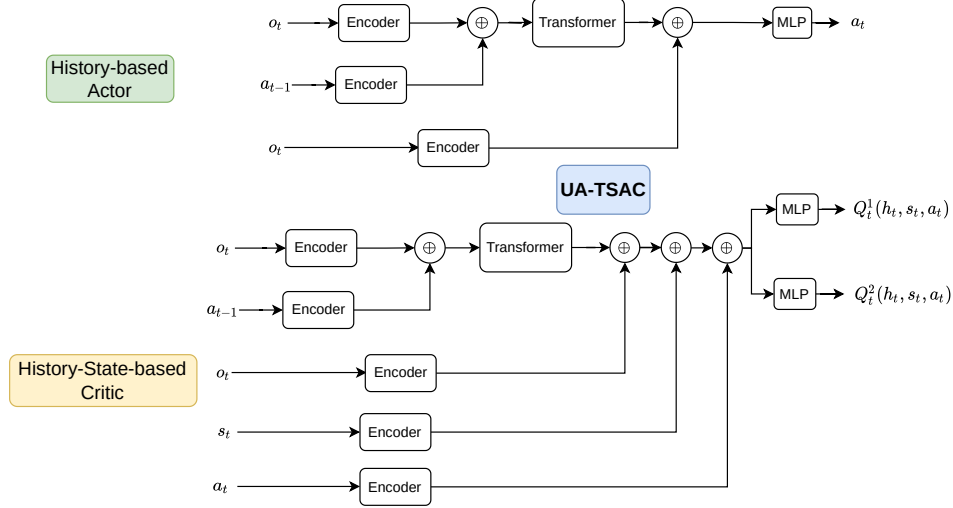 o_t
Encoder
⊕
Transformer
⊕
MLP
a_t
History-based
Actor
a_{t-1}
Encoder
o_t
Encoder
UA-TSAC
MLP
Q_t^1(h_t, s_t, a_t)
o_t
Encoder
⊕
Transformer
⊕
⊕
⊕
a_{t-1}
Encoder
MLP
Q_t^2(h_t, s_t, a_t)
History-State-based
Critic
o_t
Encoder
s_t
Encoder
a_t
Encoder